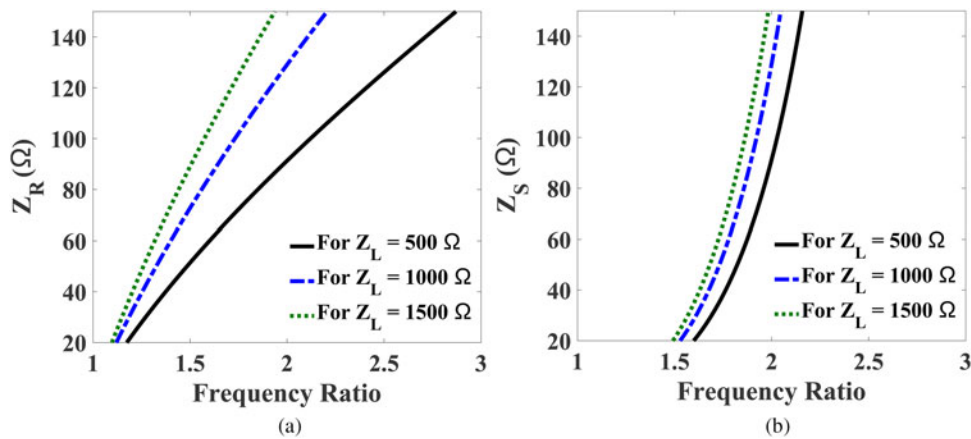 140
120
100
80
60
40
20
Z_R (Ω)
For Z_L = 500 Ω
For Z_L = 1000 Ω
For Z_L = 1500 Ω
1 1.5 2 2.5 3
Frequency Ratio
(a)
140
120
100
80
60
40
20
Z_S (Ω)
For Z_L = 500 Ω
For Z_L = 1000 Ω
For Z_L = 1500 Ω
1 1.5 2 2.5 3
Frequency Ratio
(b)